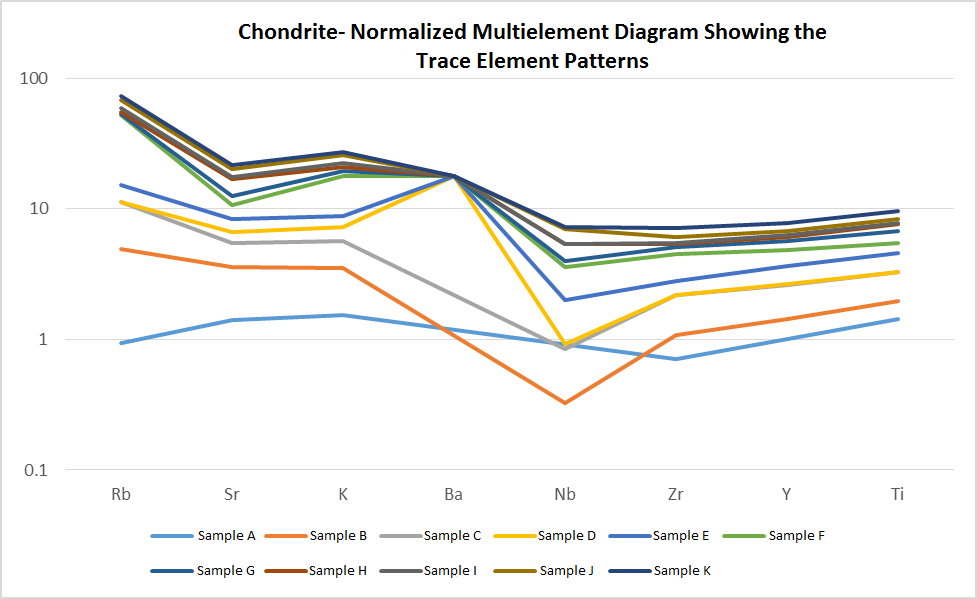 Chondrite- Normalized Multielement Diagram Showing the
Trace Element Patterns
100
10
1
0.1
Rb Sr K Ba Nb Zr Y Ti
Sample A Sample B Sample C Sample D Sample E Sample F
Sample G Sample H Sample I Sample J Sample K